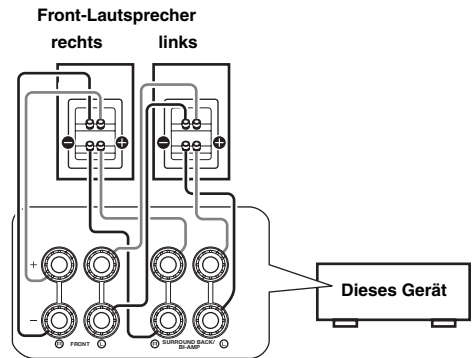 Front-Lautsprecher
rechts links
Dieses Gerät
+
–
R FRONT L
R SURROUND BACK/ L
BI-AMP